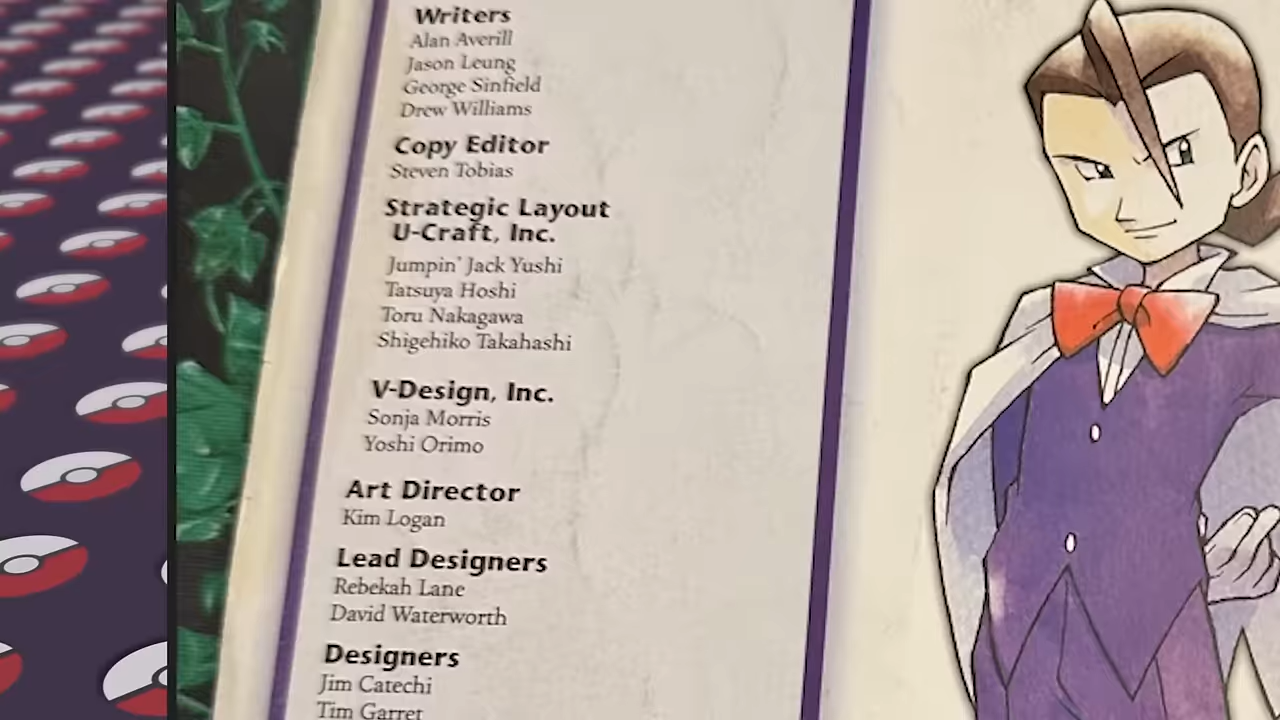 Writers
Alan Averill
Jason Leung
George Sinfield
Drew Williams
Copy Editor
Steven Tobias
Strategic Layout
U-Craft, Inc.
Jumpin' Jack Yushi
Tatsuya Hoshi
Toru Nakagawa
Shigehiko Takahashi
V-Design, Inc.
Sonja Morris
Yoshi Orimo
Art Director
Kim Logan
Lead Designers
Rebekah Lane
David Waterworth
Designers
Jim Catechi
Tim Garret